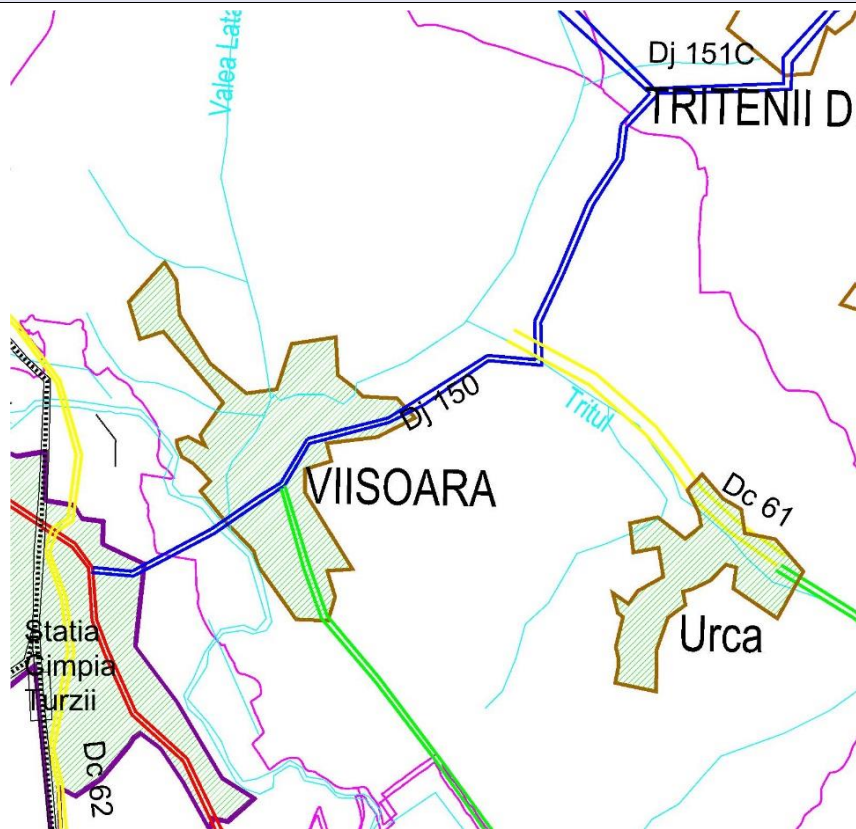 Valea Lata
Dj 151C
TRITENII D
Dj 150
Tritul
VIISOARA
Dc 61
Statia
Cimpia
Turzii
Urca
Dc 62